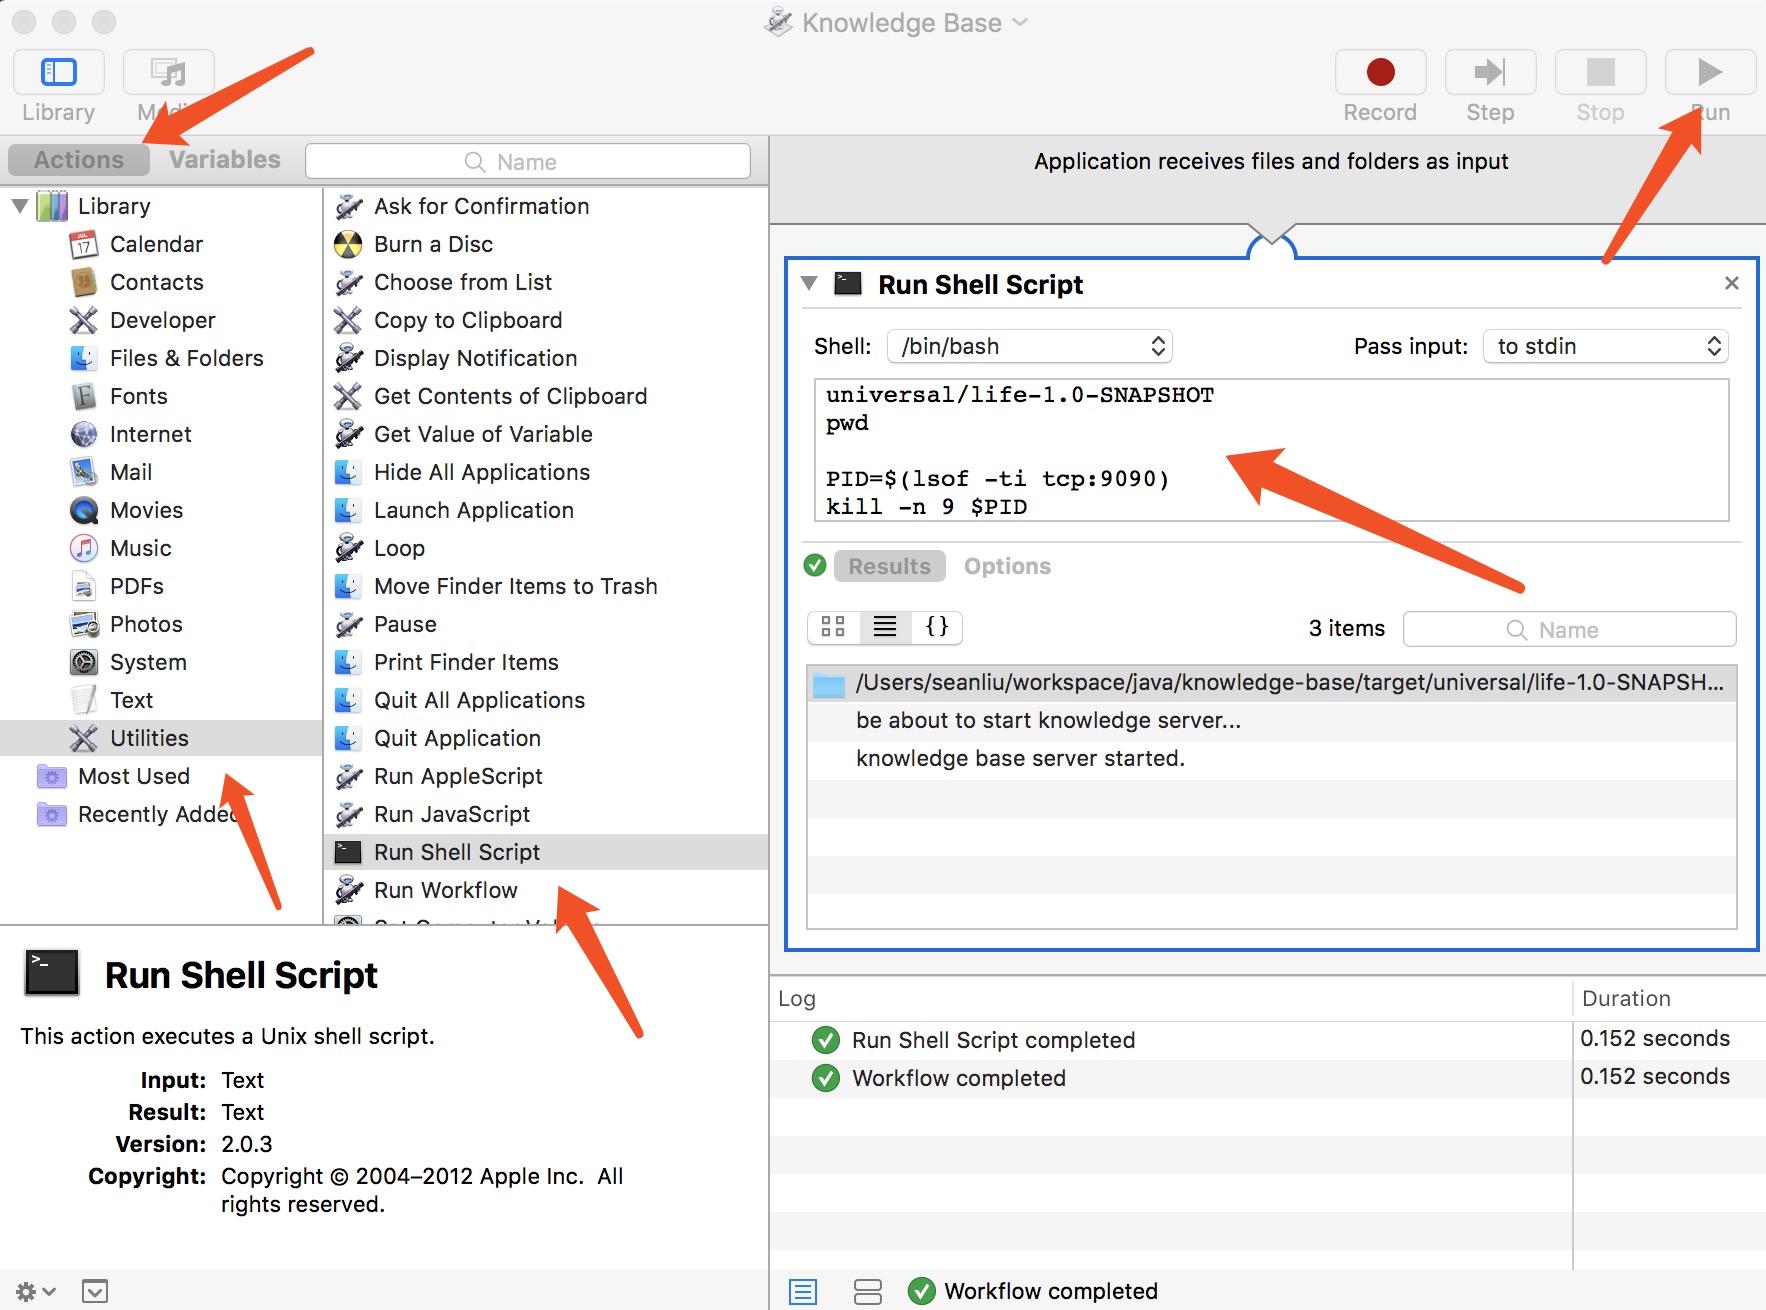 Knowledge Base
Library
Record
Step
Stop
Actions
Variables
Name
Library
Calendar
Contacts
Developer
Files & Folders
Fonts
Internet
Mail
Movies
Music
PDFs
Photos
System
Text
Utilities
Most Used
Recently Added
Ask for Confirmation
Burn a Disc
Choose from List
Copy to Clipboard
Display Notification
Get Contents of Clipboard
Get Value of Variable
Hide All Applications
Launch Application
Loop
Move Finder Items to Trash
Pause
Print Finder Items
Quit All Applications
Quit Application
Run AppleScript
Run JavaScript
Run Shell Script
Run Workflow
Run Shell Script
This action executes a Unix shell script.
Input: Text
Result: Text
Version: 2.0.3
Copyright: Copyright © 2004–2012 Apple Inc. All
rights reserved.
Application receives files and folders as input
Run Shell Script
Shell: /bin/bash
Pass input: to stdin
universal/life-1.0-SNAPSHOT
pwd
PID=$(lsof -ti tcp:9090)
kill -n 9 $PID
Results
Options
3 items
Name
/Users/seanliu/workspace/java/knowledge-base/target/universal/life-1.0-SNAPSH...
be about to start knowledge server...
knowledge base server started.
Log
Duration
Run Shell Script completed
0.152 seconds
Workflow completed
0.152 seconds
Workflow completed